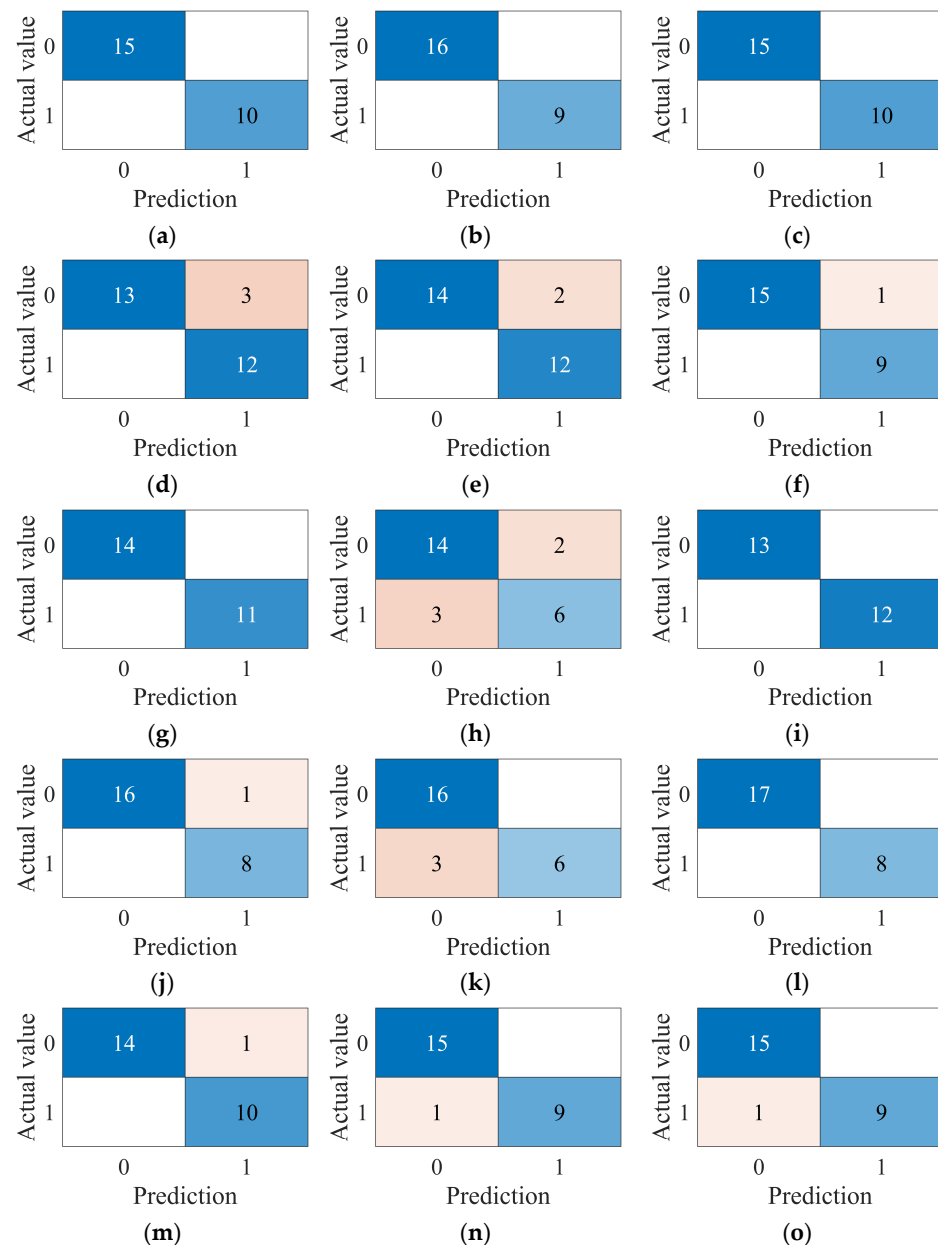 Actual value 0 15 Actual value 0 16 Actual value 0 15
1 10 1 9 1 10
0 1 0 1 0 1
Prediction Prediction Prediction
(a) (b) (c)
Actual value 0 13 3 Actual value 0 14 2 Actual value 0 15 1
1 12 1 12 1 9
0 1 0 1 0 1
Prediction Prediction Prediction
(d) (e) (f)
Actual value 0 14 Actual value 0 14 2 Actual value 0 13
1 11 1 3 6 1 12
0 1 0 1 0 1
Prediction Prediction Prediction
(g) (h) (i)
Actual value 0 16 1 Actual value 0 16 Actual value 0 17
1 8 1 3 6 1 8
0 1 0 1 0 1
Prediction Prediction Prediction
(j) (k) (l)
Actual value 0 14 1 Actual value 0 15 Actual value 0 15
1 10 1 1 9 1 1 9
0 1 0 1 0 1
Prediction Prediction Prediction
(m) (n) (o)